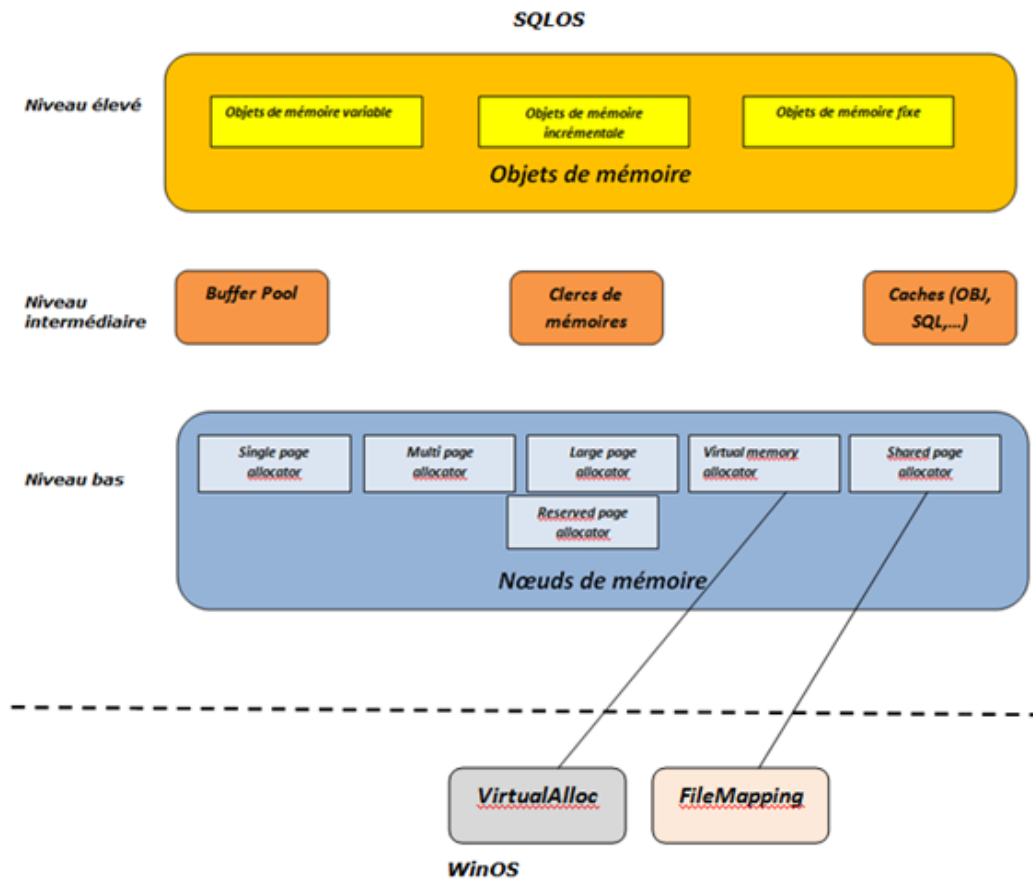 SQLOS
Niveau élevé
Objets de mémoire variable
Objets de mémoire
incrémentale
Objets de mémoire fixe
Objets de mémoire
Niveau
intermédiaire
Buffer Pool
Clercs de
mémoires
Caches (OBJ,
SQL,...)
Niveau bas
Single page
allocator
Multi page
allocator
Large page
allocator
Virtual memory
allocator
Shared page
allocator
Reserved page
allocator
Nœuds de mémoire
VirtualAlloc
FileMapping
WinOS